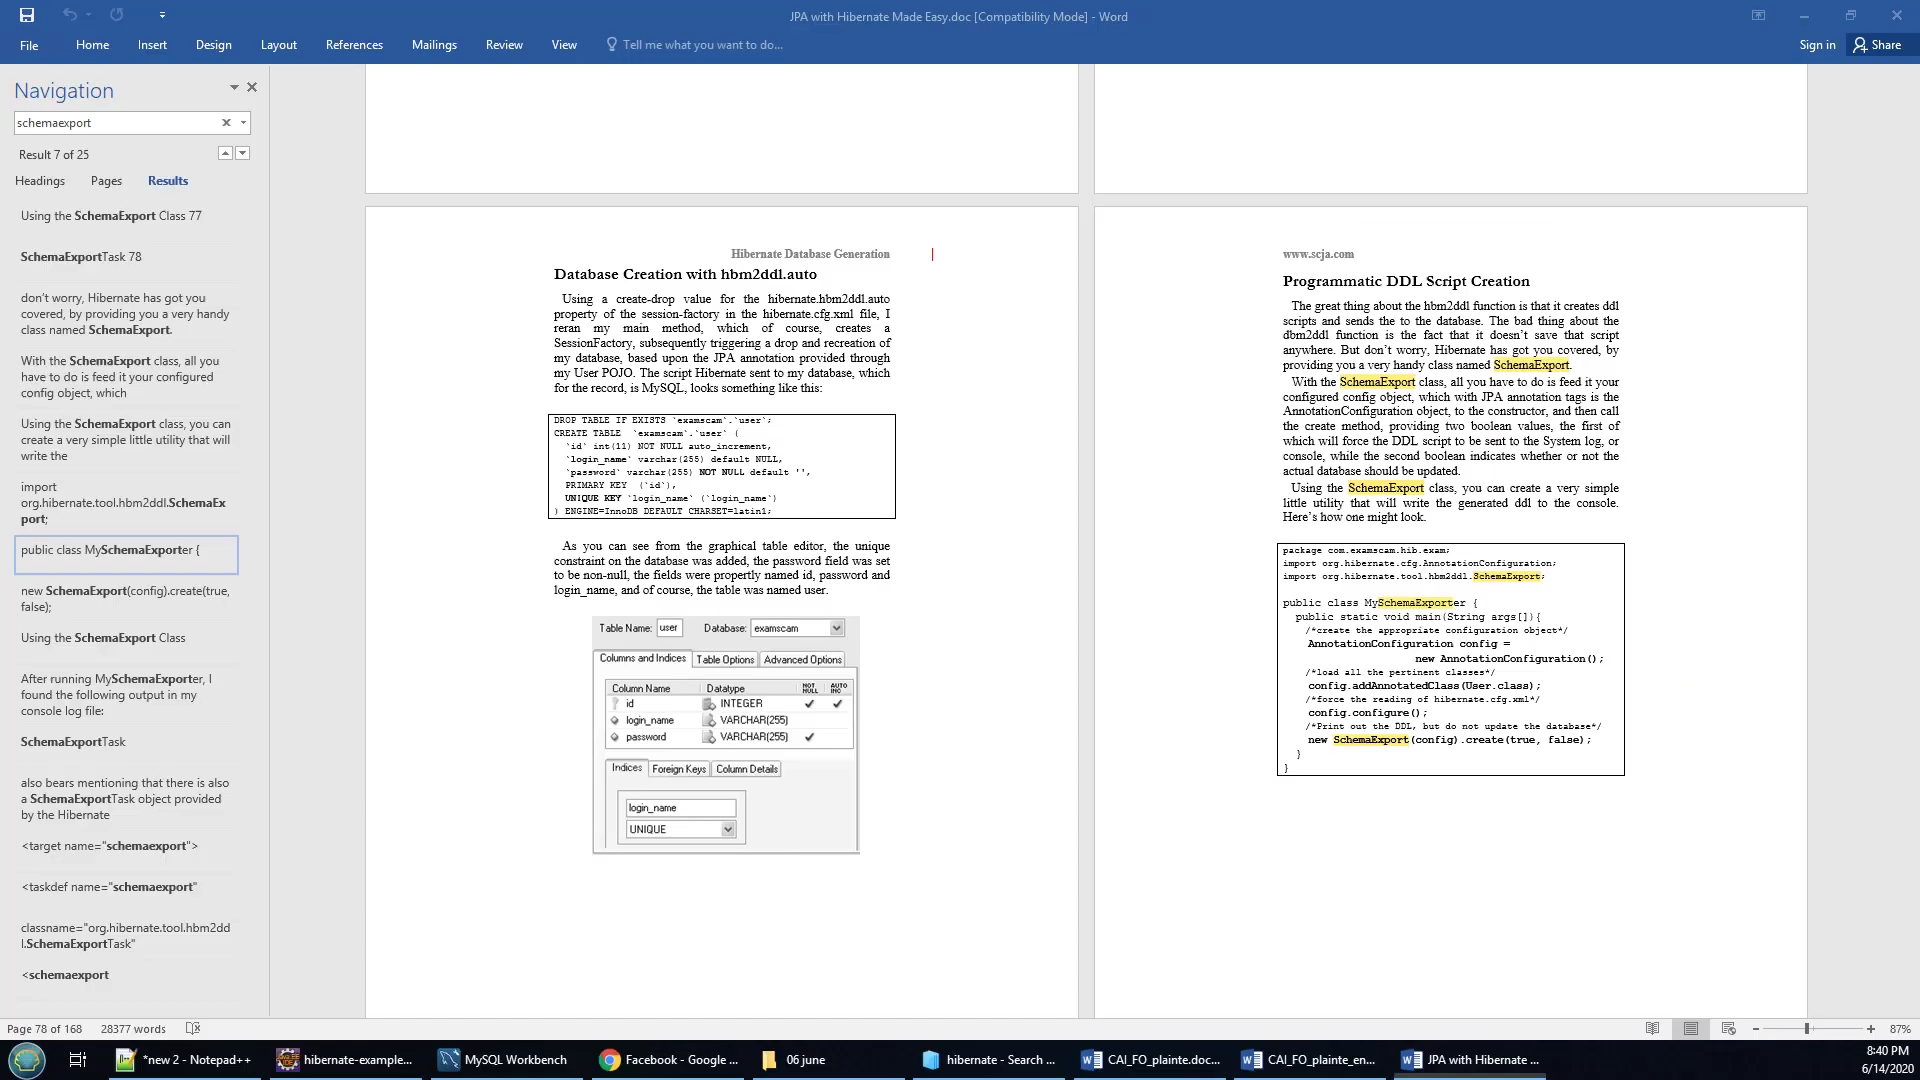 JPA with Hibernate Made Easy.doc [Compatibility Mode] - Word
File Home Insert Design Layout References Mailings Review View Tell me what you want to do... Sign in Share
Navigation
schemaexport
Result 7 of 25
Headings Pages Results
Using the SchemaExport Class 77
SchemaExportTask 78
don't worry, Hibernate has got you
covered, by providing you a very handy
class named SchemaExport.
With the SchemaExport class, all you
have to do is feed it your configured
config object, which
Using the SchemaExport class, you can
create a very simple little utility that will
write the
import
org.hibernate.tool.hbm2ddl.SchemaEx
port;
public class MySchemaExporter {
new SchemaExport(config).create(true,
false);
Using the SchemaExport Class
After running MySchemaExporter, I
found the following output in my
console log file:
SchemaExportTask
also bears mentioning that there is also
a SchemaExportTask object provided
by the Hibernate
<target name="schemaexport">
<taskdef name="schemaexport"
classname="org.hibernate.tool.hbm2dd
l.SchemaExportTask"
<schemaexport
Hibernate Database Generation
Database Creation with hbm2ddl.auto
Using a create-drop value for the hibernate.hbm2ddl.auto
property of the session-factory in the hibernate.cfg.xml file, I
reran my main method, which of course, creates a
SessionFactory, subsequently triggering a drop and recreation of
my database, based upon the JPA annotation provided through
my User POJO. The script Hibernate sent to my database, which
for the record, is MySQL, looks something like this:
DROP TABLE IF EXISTS `examscam`.`user`;
CREATE TABLE `examscam`.`user` (
`id` int(11) NOT NULL auto_increment,
`login_name` varchar(255) default NULL,
`password` varchar(255) NOT NULL default '',
PRIMARY KEY (`id`),
UNIQUE KEY `login_name` (`login_name`)
) ENGINE=InnoDB DEFAULT CHARSET=latin1;
As you can see from the graphical table editor, the unique
constraint on the database was added, the password field was set
to be non-null, the fields were propertly named id, password and
login_name, and of course, the table was named user.
Table Name: user Database: examscam
Columns and Indices Table Options Advanced Options
Column Name Datatype NOT NULL AUTO INC
id INTEGER
login_name VARCHAR(255)
password VARCHAR(255)
Indices Foreign Keys Column Details
login_name
UNIQUE
www.scja.com
Programmatic DDL Script Creation
The great thing about the hbm2ddl function is that it creates ddl
scripts and sends the to the database. The bad thing about the
dbm2ddl function is the fact that it doesn't save that script
anywhere. But don't worry, Hibernate has got you covered, by
providing you a very handy class named SchemaExport.
With the SchemaExport class, all you have to do is feed it your
configured config object, which with JPA annotation tags is the
AnnotationConfiguration object, to the constructor, and then call
the create method, providing two boolean values, the first of
which will force the DDL script to be sent to the System log, or
console, while the second boolean indicates whether or not the
actual database should be updated.
Using the SchemaExport class, you can create a very simple
little utility that will write the generated ddl to the console.
Here's how one might look.
package com.examscam.hib.exam;
import org.hibernate.cfg.AnnotationConfiguration;
import org.hibernate.tool.hbm2ddl.SchemaExport;
public class MySchemaExporter {
public static void main(String args[]){
/*create the appropriate configuration object*/
AnnotationConfiguration config =
new AnnotationConfiguration();
/*load all the pertinent classes*/
config.addAnnotatedClass(User.class);
/*force the reading of hibernate.cfg.xml*/
config.configure();
/*Print out the DDL, but do not update the database*/
new SchemaExport(config).create(true, false);
}
}
Page 78 of 168 28377 words 87%
*new 2 - Notepad++ hibernate-example... MySQL Workbench Facebook - Google ... 06 june hibernate - Search ... CAI_FO_plainte.doc... CAI_FO_plainte_en... JPA with Hibernate ...
8:40 PM
6/14/2020